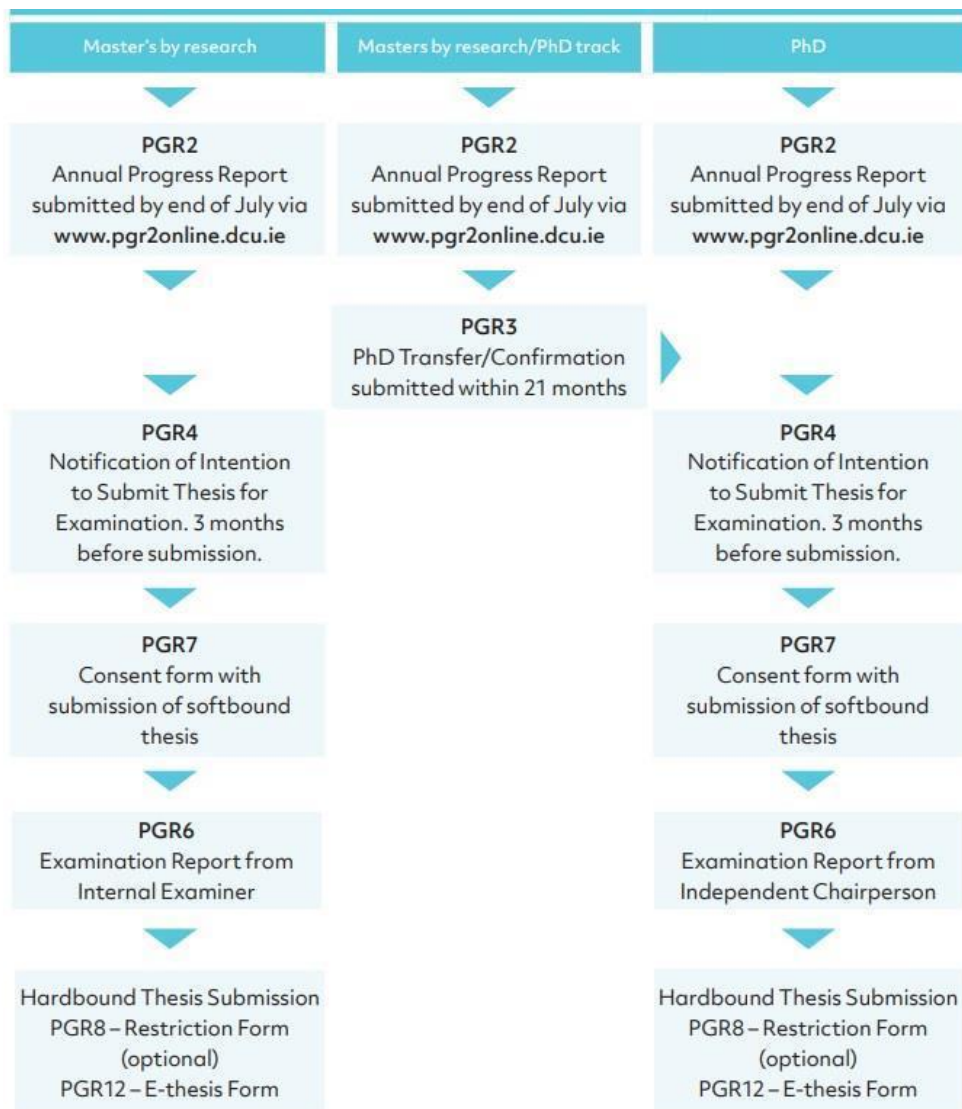 Master's by research
Masters by research/PhD track
PhD
PGR2
Annual Progress Report
submitted by end of July via
www.pgr2online.dcu.ie
PGR2
Annual Progress Report
submitted by end of July via
www.pgr2online.dcu.ie
PGR2
Annual Progress Report
submitted by end of July via
www.pgr2online.dcu.ie
PGR3
PhD Transfer/Confirmation
submitted within 21 months
PGR4
Notification of Intention
to Submit Thesis for
Examination. 3 months
before submission.
PGR4
Notification of Intention
to Submit Thesis for
Examination. 3 months
before submission.
PGR7
Consent form with
submission of softbound
thesis
PGR7
Consent form with
submission of softbound
thesis
PGR6
Examination Report from
Internal Examiner
PGR6
Examination Report from
Independent Chairperson
Hardbound Thesis Submission
PGR8 – Restriction Form
(optional)
PGR12 – E-thesis Form
Hardbound Thesis Submission
PGR8 – Restriction Form
(optional)
PGR12 – E-thesis Form